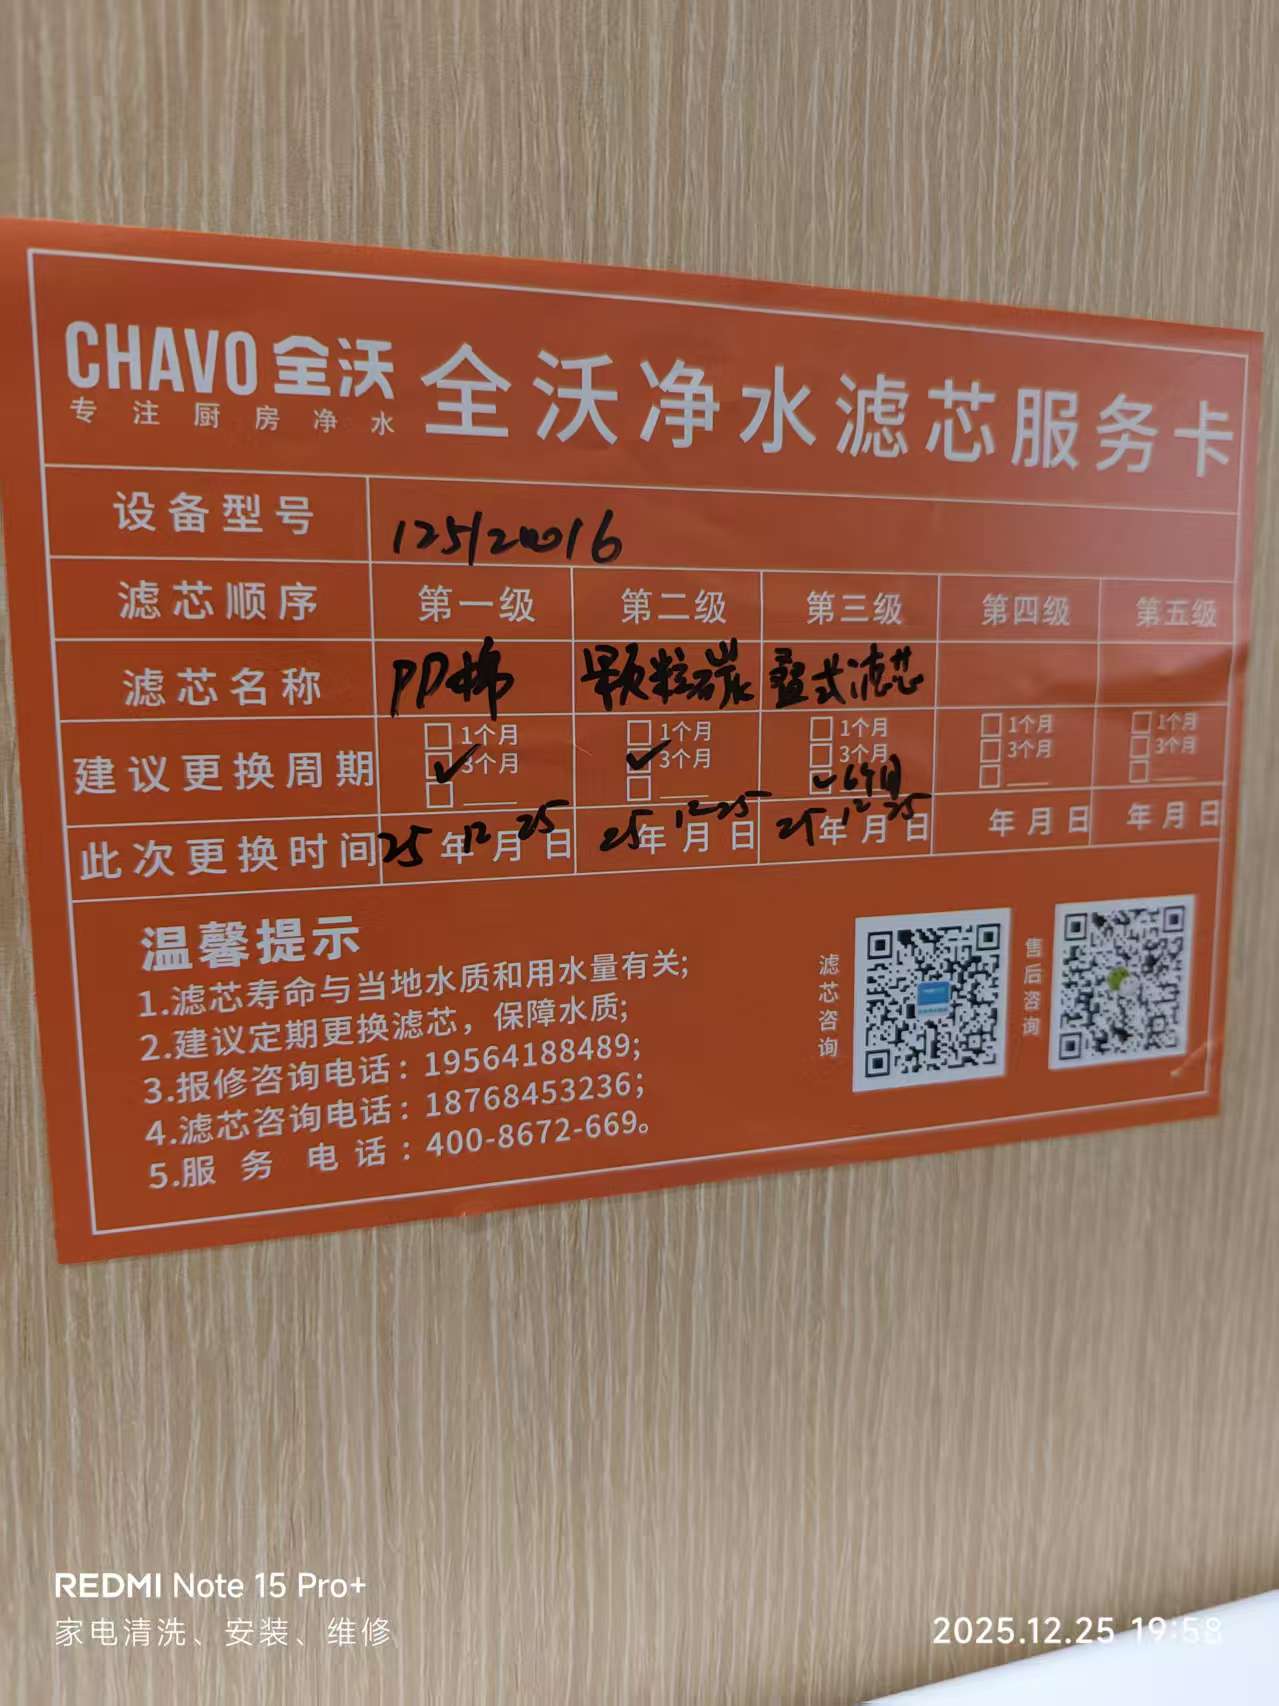 CHAVO 全沃
专注厨房净水
全沃净水滤芯服务卡
设备型号 125120016
滤芯顺序 第一级 第二级 第三级 第四级 第五级
滤芯名称 PP棉 颗粒炭 叠式滤芯
建议更换周期
1个月 1个月 1个月 1个月 1个月
3个月 3个月 3个月 3个月 3个月
6个月
此次更换时间 25年12月25日 25年12月25日 25年12月25日 年月日 年月日
温馨提示
1.滤芯寿命与当地水质和用水量有关;
2.建议定期更换滤芯，保障水质;
3.报修咨询电话：19564188489;
4.滤芯咨询电话：18768453236;
5.服务电话：400-8672-669。
滤芯咨询
售后咨询
REDMI Note 15 Pro+
家电清洗、安装、维修
2025.12.25 19:58